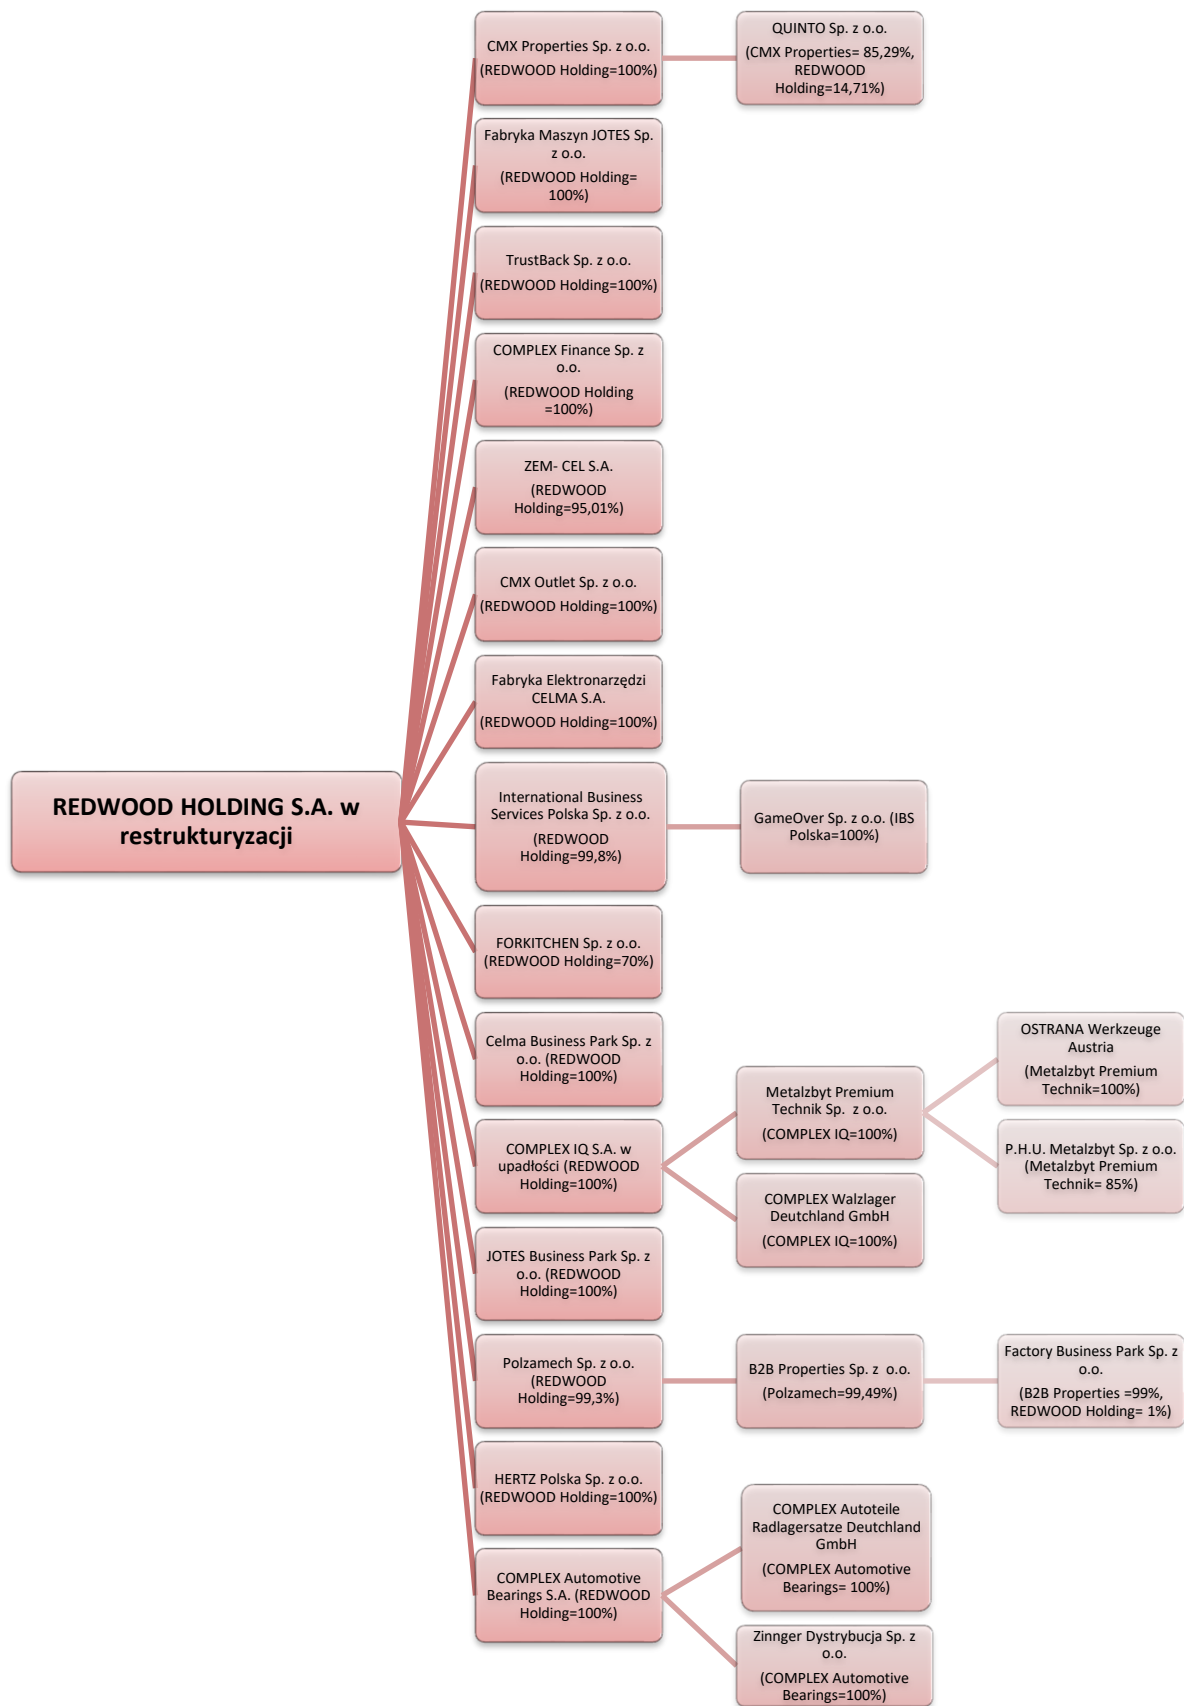 REDWOOD HOLDING S.A. w
restrukturyzacji
CMX Properties Sp. z o.o.
(REDWOOD Holding=100%)
QUINTO Sp. z o.o.
(CMX Properties= 85,29%,
REDWOOD
Holding=14,71%)
Fabryka Maszyn JOTES Sp.
z o.o.
(REDWOOD Holding=
100%)
TrustBack Sp. z o.o.
(REDWOOD Holding=100%)
COMPLEX Finance Sp. z
o.o.
(REDWOOD Holding
=100%)
ZEM- CEL S.A.
(REDWOOD
Holding=95,01%)
CMX Outlet Sp. z o.o.
(REDWOOD Holding=100%)
Fabryka Elektronarzędzi
CELMA S.A.
(REDWOOD Holding=100%)
International Business
Services Polska Sp. z o.o.
(REDWOOD
Holding=99,8%)
GameOver Sp. z o.o. (IBS
Polska=100%)
FORKITCHEN Sp. z o.o.
(REDWOOD Holding=70%)
Celma Business Park Sp. z
o.o. (REDWOOD
Holding=100%)
COMPLEX IQ S.A. w
upadłości (REDWOOD
Holding=100%)
Metalzbyt Premium
Technik Sp. z o.o.
(COMPLEX IQ=100%)
OSTRANA Werkzeuge
Austria
(Metalzbyt Premium
Technik=100%)
P.H.U. Metalzbyt Sp. z o.o.
(Metalzbyt Premium
Technik= 85%)
COMPLEX Walzlager
Deutchland GmbH
(COMPLEX IQ=100%)
JOTES Business Park Sp. z
o.o. (REDWOOD
Holding=100%)
Polzamech Sp. z o.o.
(REDWOOD
Holding=99,3%)
B2B Properties Sp. z o.o.
(Polzamech=99,49%)
Factory Business Park Sp. z
o.o.
(B2B Properties =99%,
REDWOOD Holding= 1%)
HERTZ Polska Sp. z o.o.
(REDWOOD Holding=100%)
COMPLEX Automotive
Bearings S.A. (REDWOOD
Holding=100%)
COMPLEX Autoteile
Radlagersatze Deutchland
GmbH
(COMPLEX Automotive
Bearings= 100%)
Zinnger Dystrybucja Sp. z
o.o.
(COMPLEX Automotive
Bearings=100%)